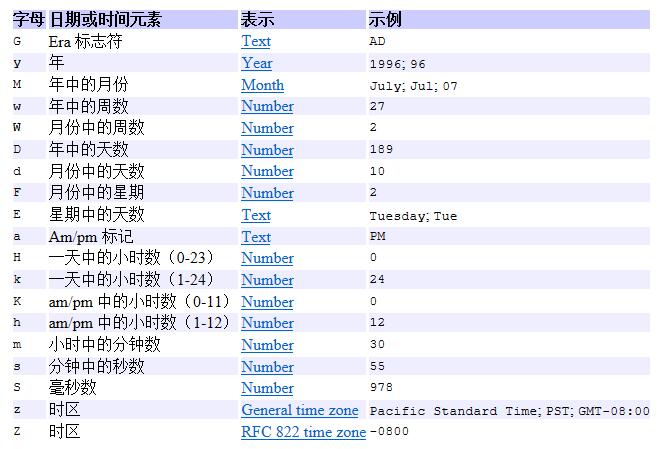 字母 日期或时间元素 表示 示例
G Era 标志符 Text AD
y 年 Year 1996; 96
M 年中的月份 Month July; Jul; 07
w 年中的周数 Number 27
W 月份中的周数 Number 2
D 年中的天数 Number 189
d 月份中的天数 Number 10
F 月份中的星期 Number 2
E 星期中的天数 Text Tuesday; Tue
a Am/pm 标记 Text PM
H 一天中的小时数（0-23） Number 0
k 一天中的小时数（1-24） Number 24
K am/pm 中的小时数（0-11） Number 0
h am/pm 中的小时数（1-12） Number 12
m 小时中的分钟数 Number 30
s 分钟中的秒数 Number 55
S 毫秒数 Number 978
z 时区 General time zone Pacific Standard Time; PST; GMT-08:00
Z 时区 RFC 822 time zone -0800